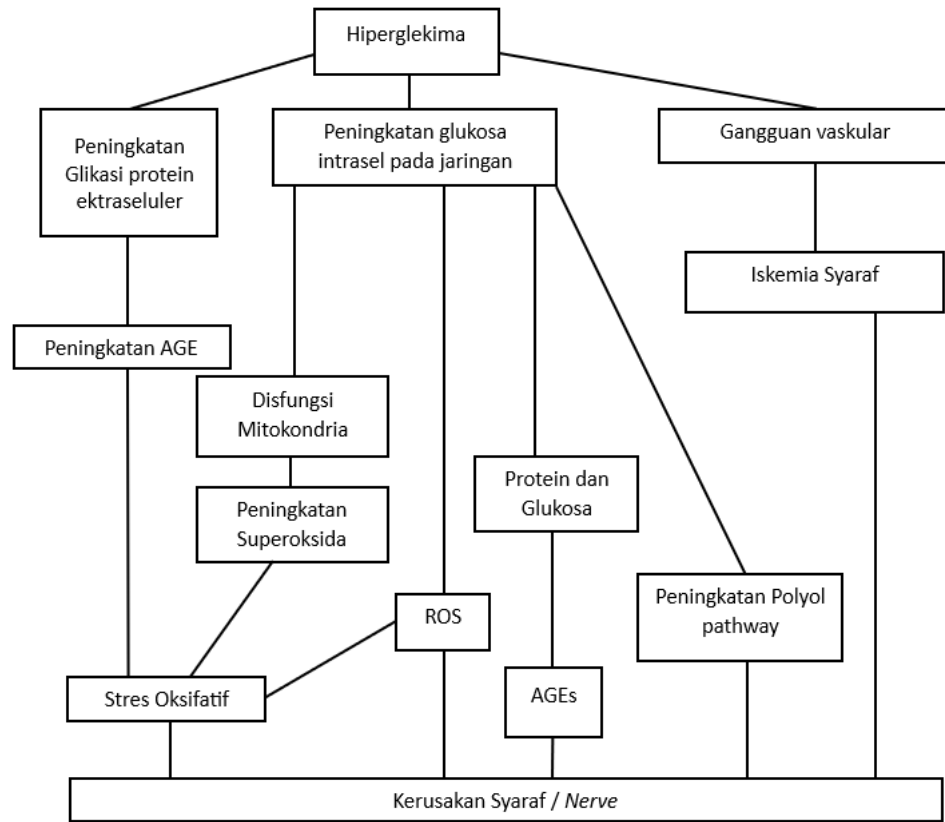 Hiperglekima
Peningkatan
Glikasi protein
ektraseluler
Peningkatan glukosa
intrasel pada jaringan
Gangguan vaskular
Iskemia Syaraf
Peningkatan AGE
Disfungsi
Mitokondria
Protein dan
Glukosa
Peningkatan
Superoksida
Peningkatan Polyol
pathway
ROS
AGEs
Stres Oksifatif
Kerusakan Syaraf / Nerve